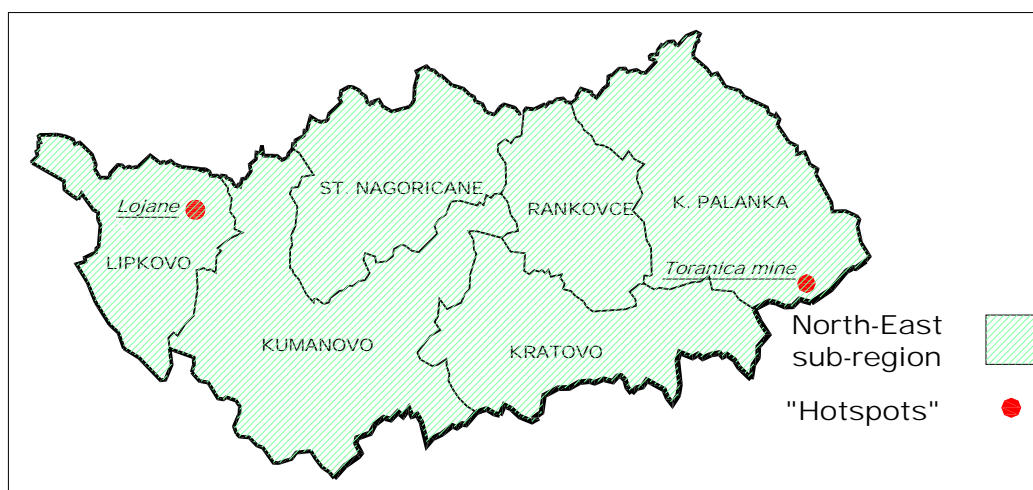 ST. NAGORICANE
Lojane
RANKOVCE
K. PALANKA
LIPKOVO
Toranica mine
KUMANOVO
KRATOVO
North-East
sub-region
"Hotspots"